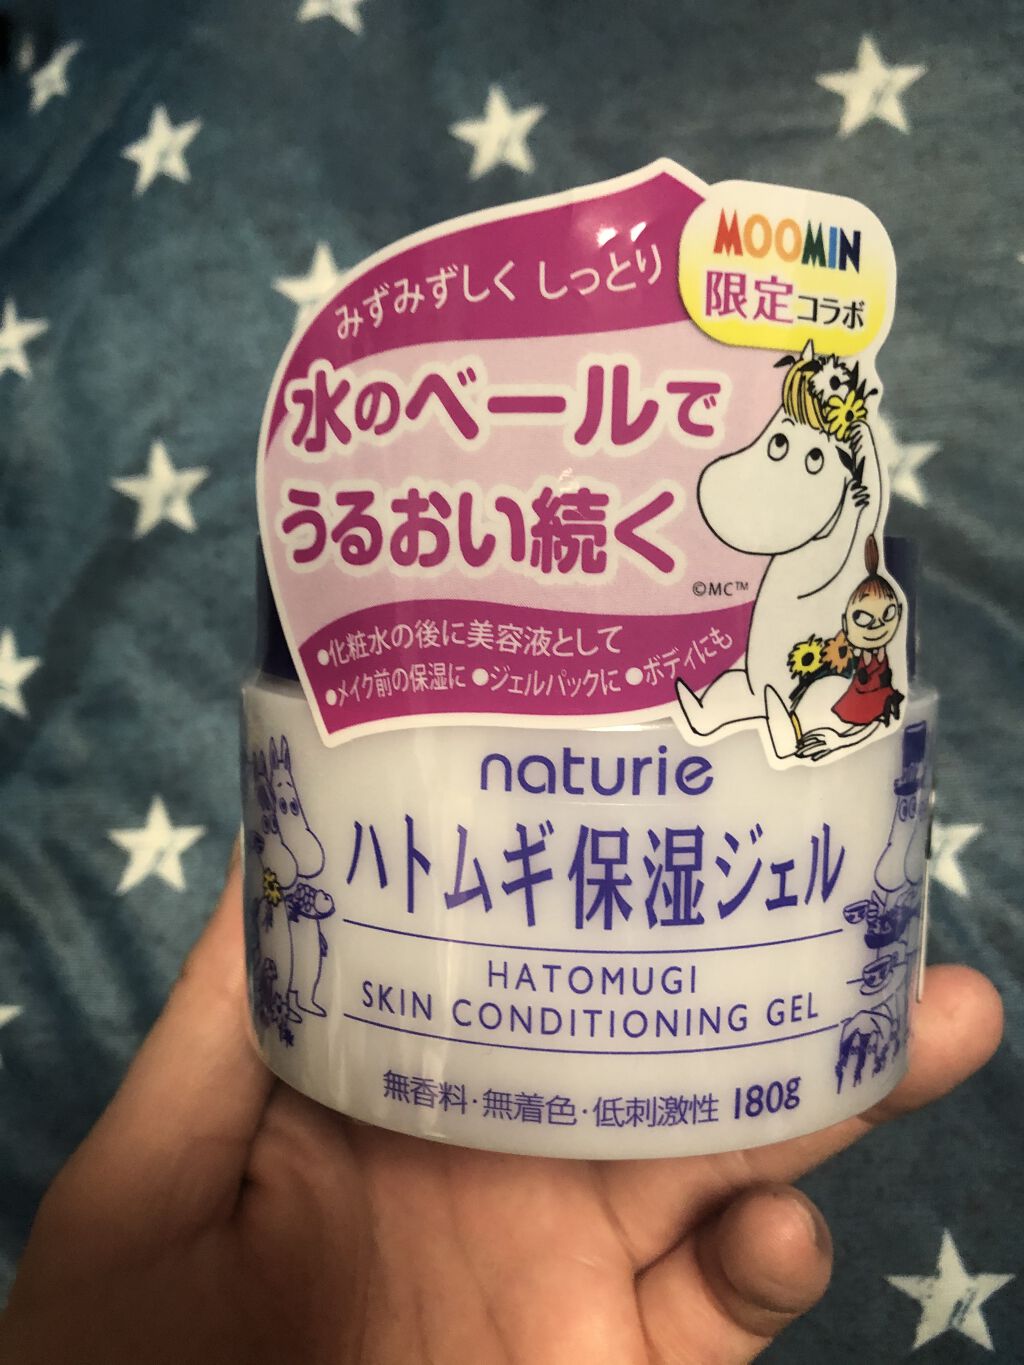 MOOMIN
限定コラボ
みずみずしく しっとり
水のベールで
うるおい続く
©MC™
●化粧水の後に美容液として
●メイク前の保湿に ●ジェルパックに ●ボディにも
naturie
ハトムギ保湿ジェル
HATOMUGI
SKIN CONDITIONING GEL
無香料・無着色・低刺激性 180g